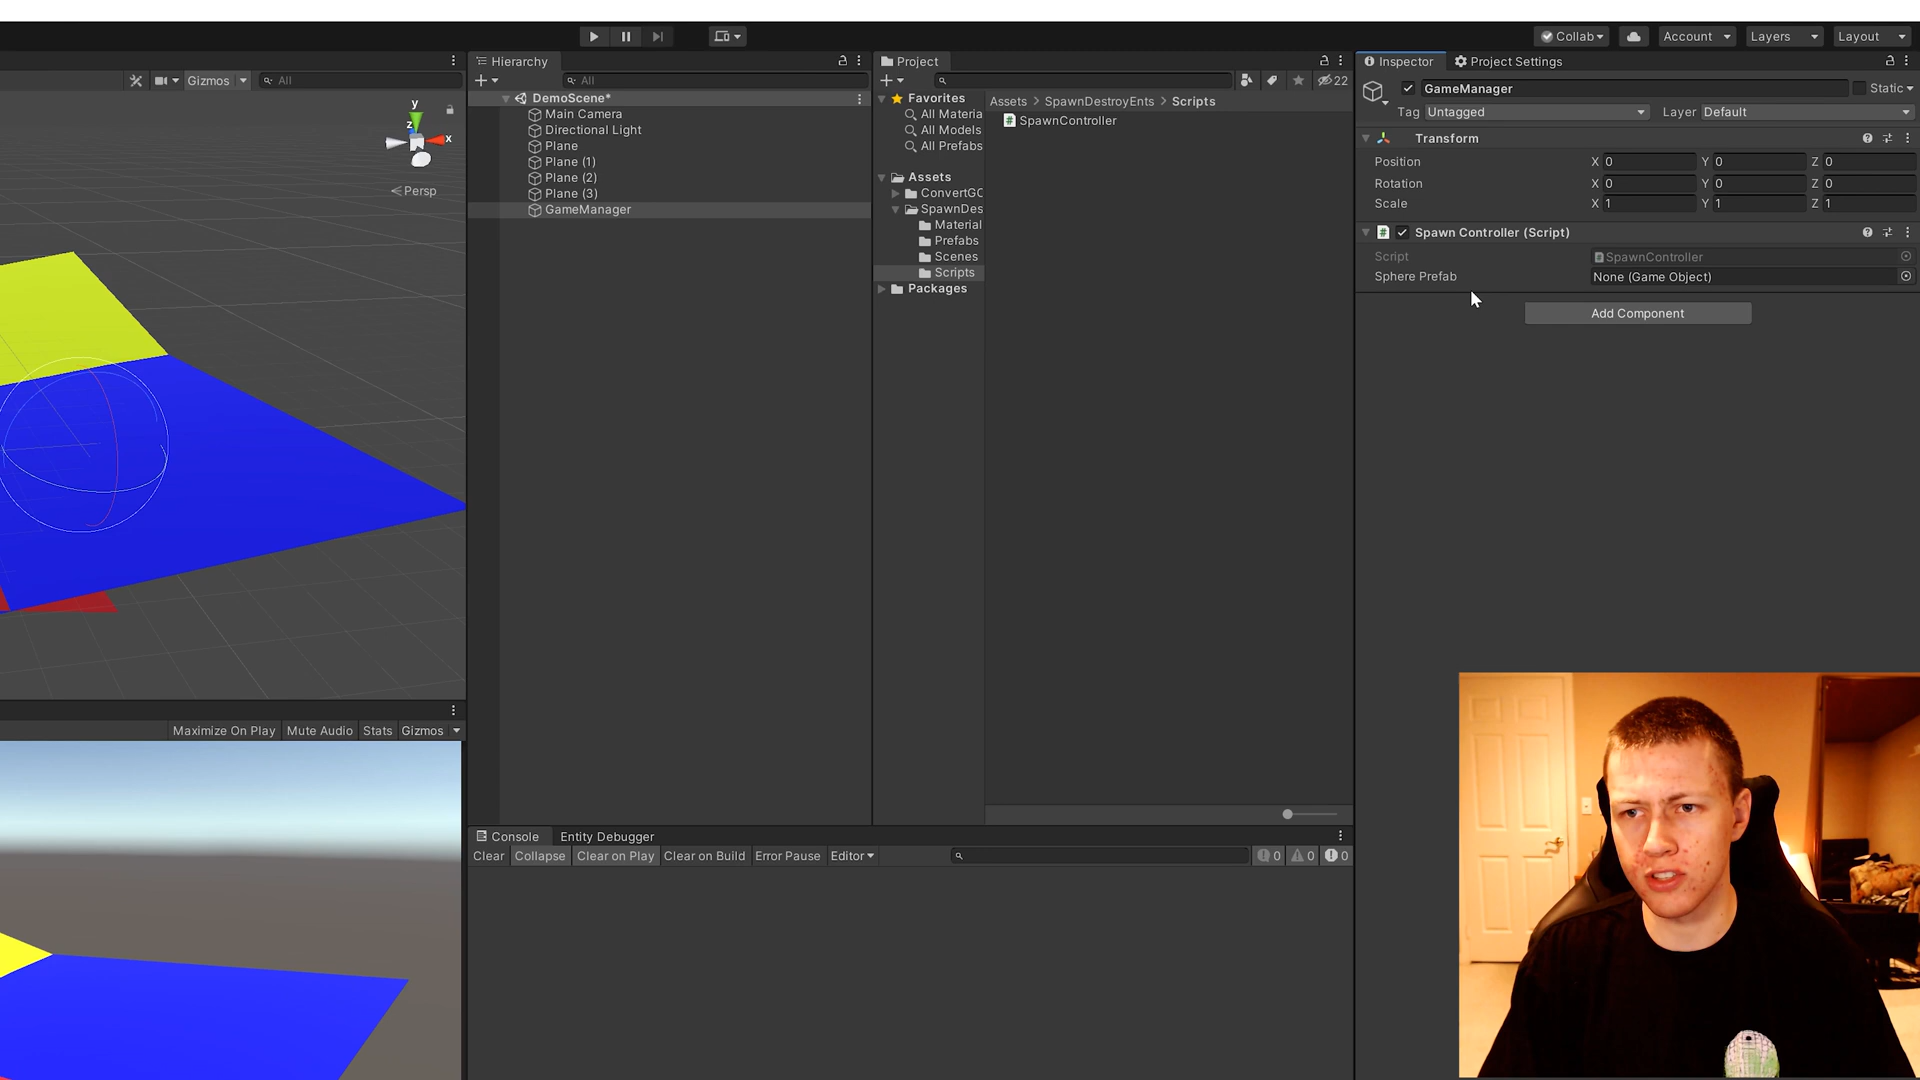 Collab
Account
Layers
Layout
Gizmos
All
y
z
x
Persp
Hierarchy
All
DemoScene*
Main Camera
Directional Light
Plane
Plane (1)
Plane (2)
Plane (3)
GameManager
Project
22
Favorites
All Materia
All Models
All Prefabs
Assets
ConvertGO
SpawnDes
Material
Prefabs
Scenes
Scripts
Packages
Assets > SpawnDestroyEnts > Scripts
SpawnController
Inspector
Project Settings
GameManager
Static
Tag Untagged Layer Default
Transform
Position X 0 Y 0 Z 0
Rotation X 0 Y 0 Z 0
Scale X 1 Y 1 Z 1
Spawn Controller (Script)
Script SpawnController
Sphere Prefab None (Game Object)
Add Component
Maximize On Play Mute Audio Stats Gizmos
Console Entity Debugger
Clear Collapse Clear on Play Clear on Build Error Pause Editor 0 0 0